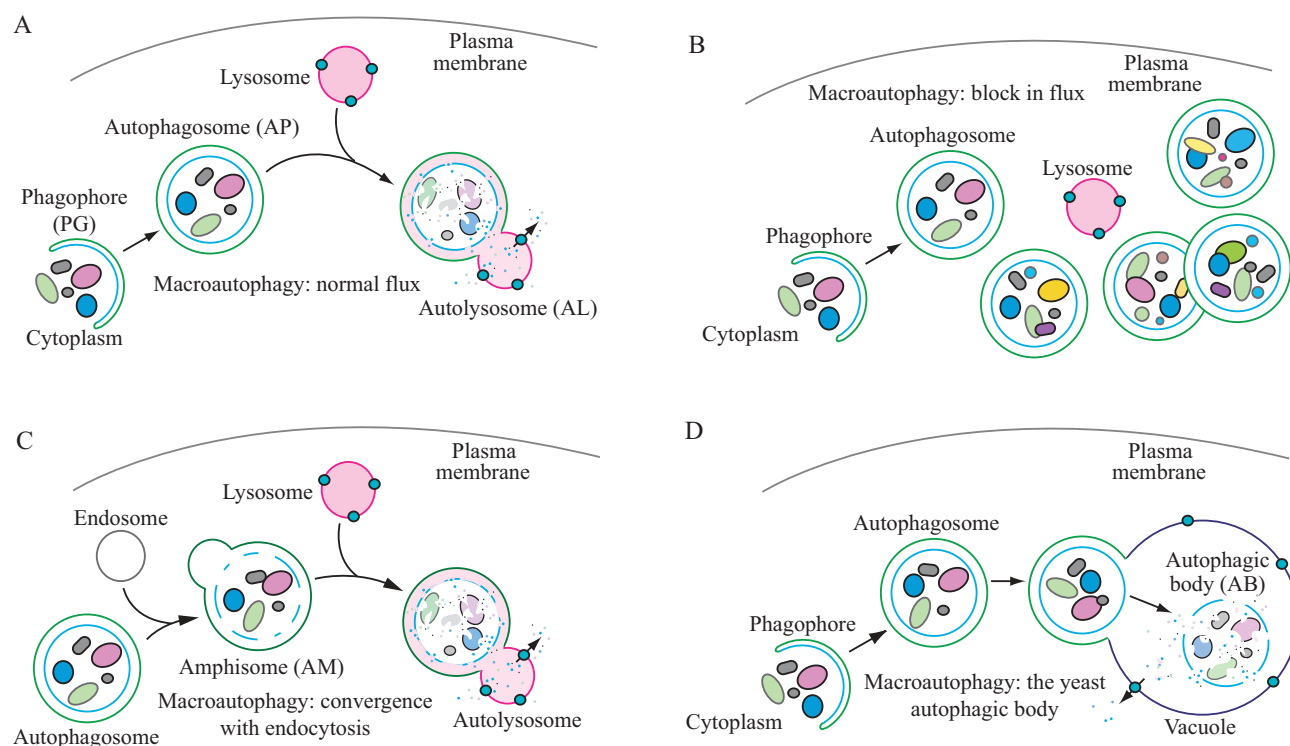 A
Plasma
membrane
Lysosome
Autophagosome (AP)
Phagophore
(PG)
Macroautophagy: normal flux
Autolysosome (AL)
Cytoplasm
B
Plasma
membrane
Macroautophagy: block in flux
Autophagosome
Lysosome
Phagophore
Cytoplasm
C
Plasma
membrane
Lysosome
Endosome
Amphisome (AM)
Macroautophagy: convergence
with endocytosis
Autolysosome
Autophagosome
D
Plasma
membrane
Autophagosome
Autophagic
body (AB)
Phagophore
Macroautophagy: the yeast
autophagic body
Cytoplasm
Vacuole